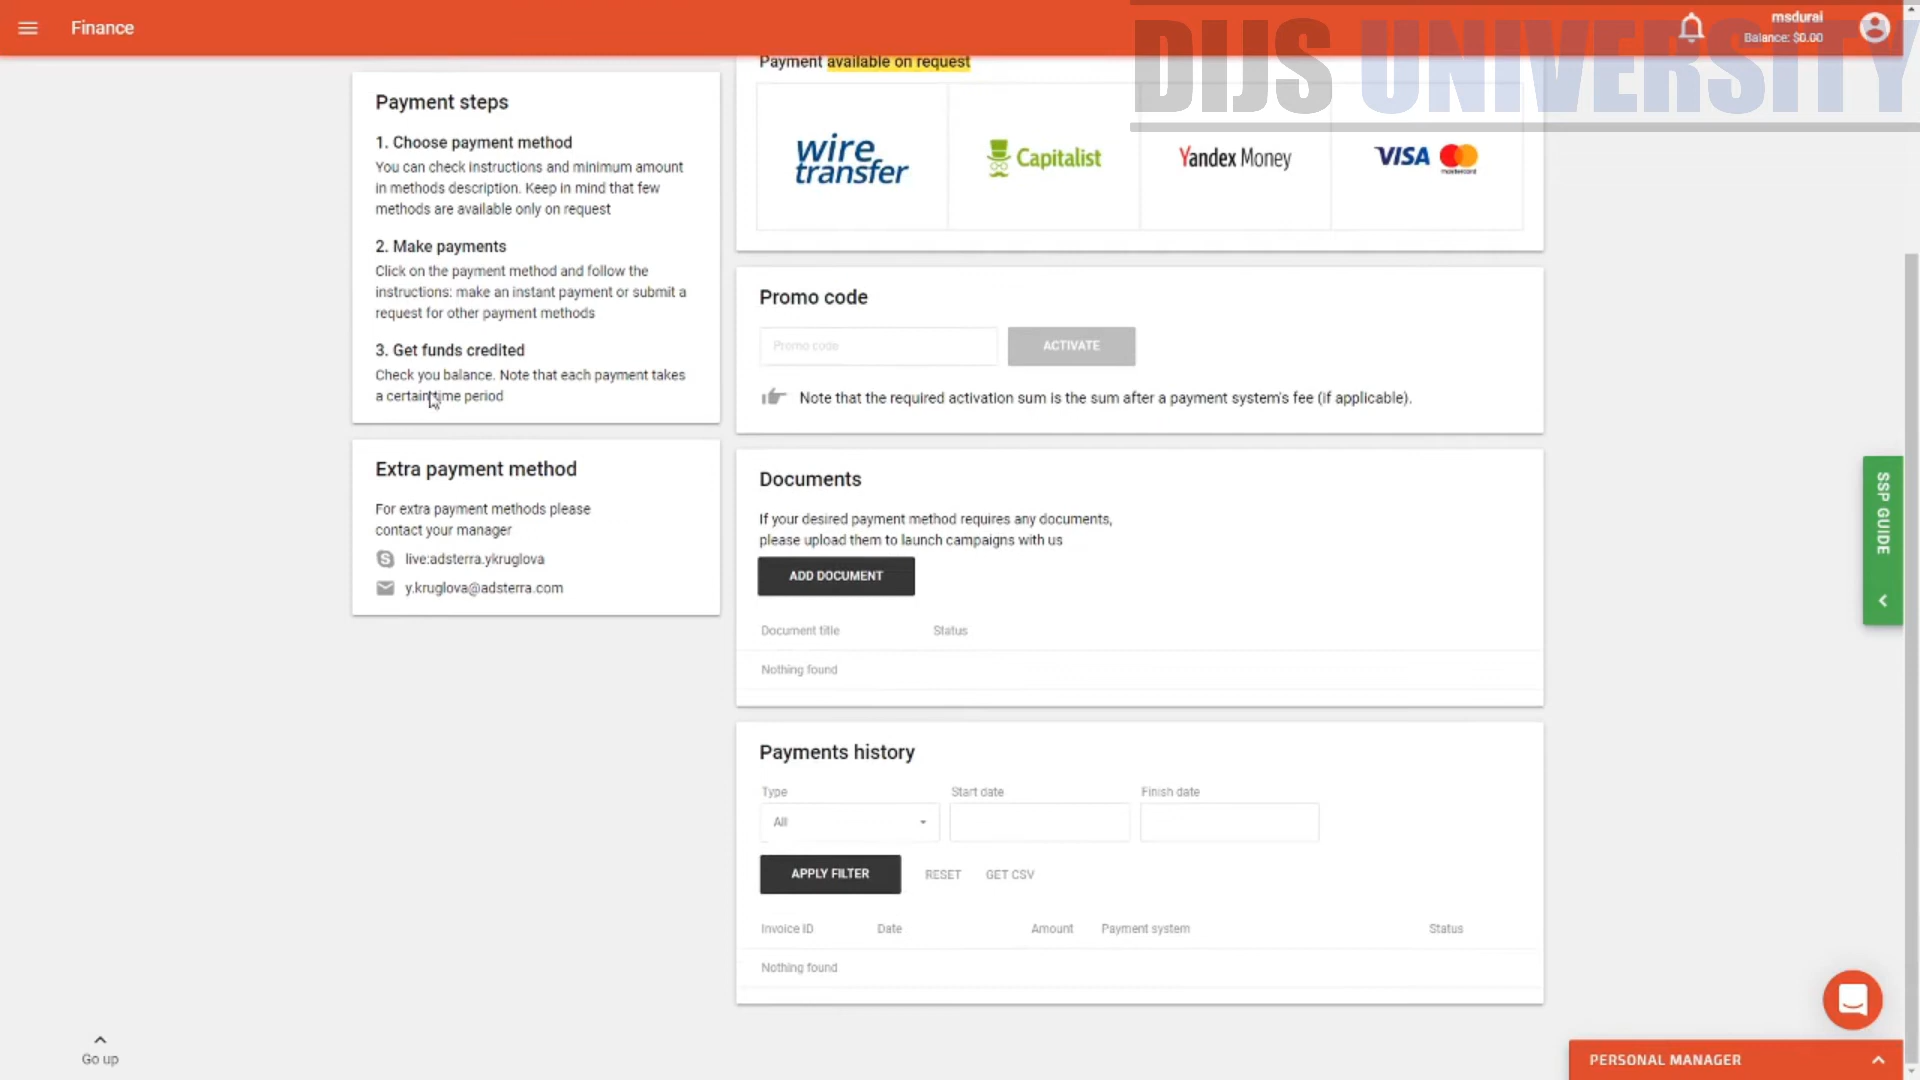 Finance
msdurai
Balance: $0.00
DIJS UNIVERSITY
Payment steps
1. Choose payment method
You can check instructions and minimum amount
in methods description. Keep in mind that few
methods are available only on request
2. Make payments
Click on the payment method and follow the
instructions: make an instant payment or submit a
request for other payment methods
3. Get funds credited
Check you balance. Note that each payment takes
a certain time period
Extra payment method
For extra payment methods please
contact your manager
live:adsterra.ykruglova
y.kruglova@adsterra.com
Payment available on request
wire
transfer
Capitalist
Yandex Money
VISA
mastercard
Promo code
Promo code
ACTIVATE
Note that the required activation sum is the sum after a payment system's fee (if applicable).
Documents
If your desired payment method requires any documents,
please upload them to launch campaigns with us
ADD DOCUMENT
Document title Status
Nothing found
Payments history
Type Start date Finish date
All
APPLY FILTER RESET GET CSV
Invoice ID Date Amount Payment system Status
Nothing found
SSP GUIDE
Go up
PERSONAL MANAGER